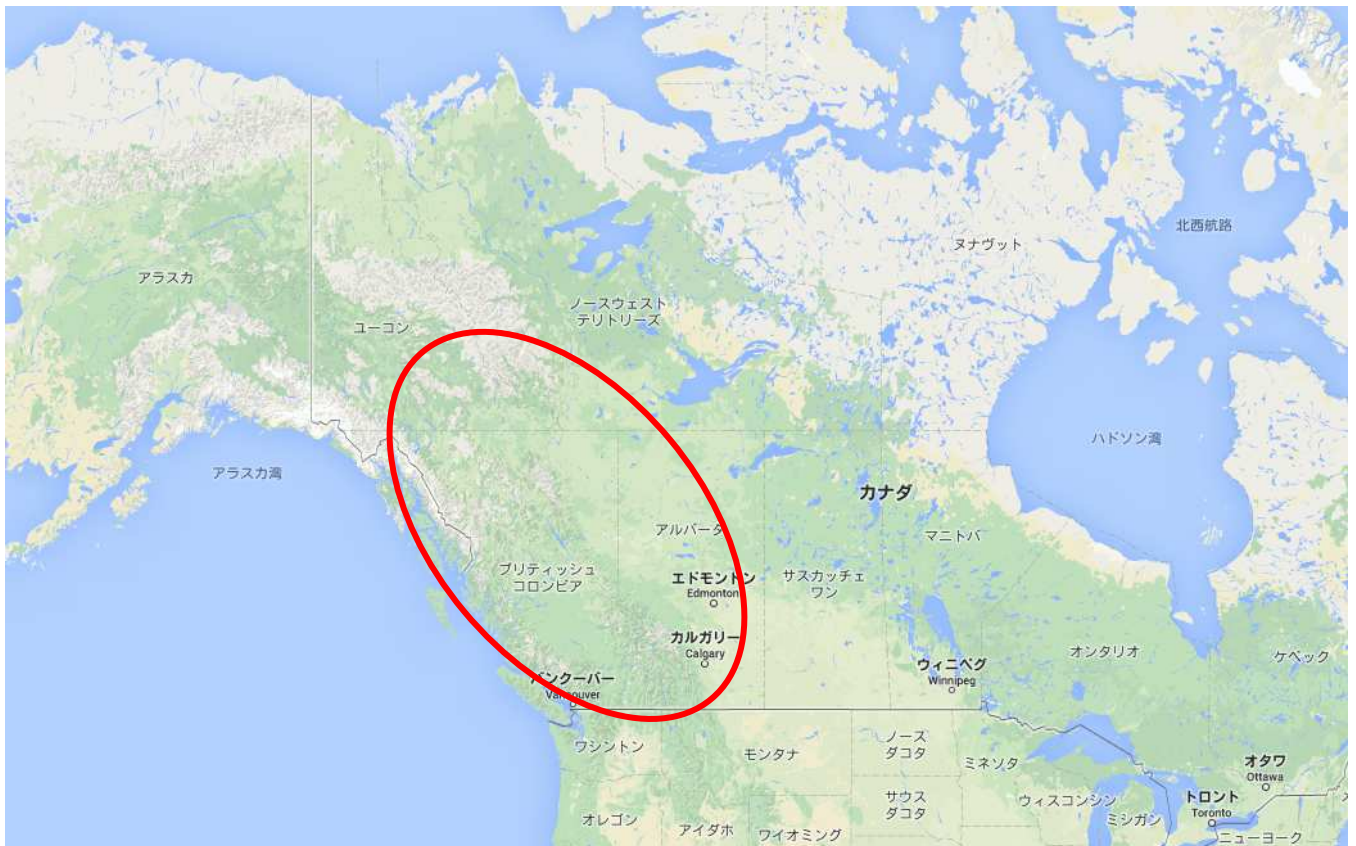 北西航路
ヌナヴット
アラスカ
ノースウェスト
テリトリーズ
ユーコン
ハドソン湾
アラスカ湾
カナダ
アルバータ
マニトバ
ブリティッシュ
コロンビア
エドモントン
Edmonton
サスカッチェ
ワン
カルガリー
Calgary
オンタリオ
ケベック
ウィニペグ
Winnipeg
バンクーバー
Vancouver
ワシントン
モンタナ
ノース
ダコタ
ミネソタ
オタワ
Ottawa
サウス
ダコタ
ウィスコンシン
ミシガン
トロント
Toronto
オレゴン
アイダホ
ワイオミング
ニューヨーク